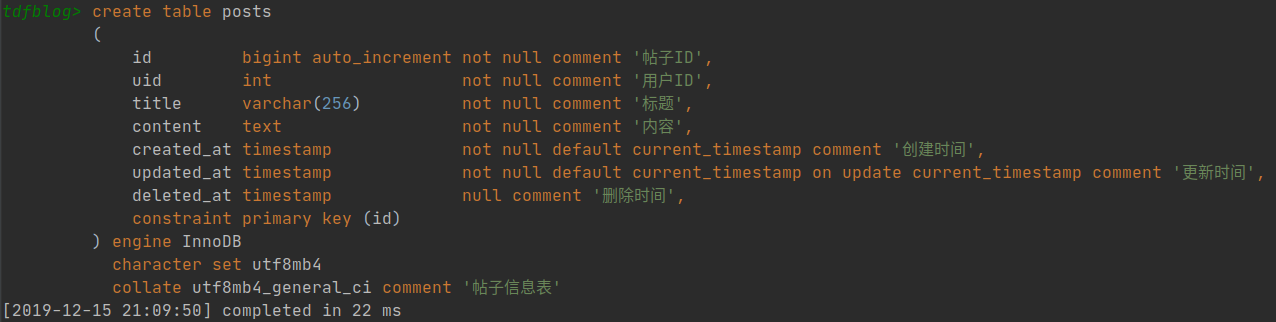 tdfblog> create table posts
(
id bigint auto_increment not null comment '帖子ID',
uid int not null comment '用户ID',
title varchar(256) not null comment '标题',
content text not null comment '内容',
created_at timestamp not null default current_timestamp comment '创建时间',
updated_at timestamp not null default current_timestamp on update current_timestamp comment '更新时间',
deleted_at timestamp null comment '删除时间',
constraint primary key (id)
) engine InnoDB
character set utf8mb4
collate utf8mb4_general_ci comment '帖子信息表'
[2019-12-15 21:09:50] completed in 22 ms